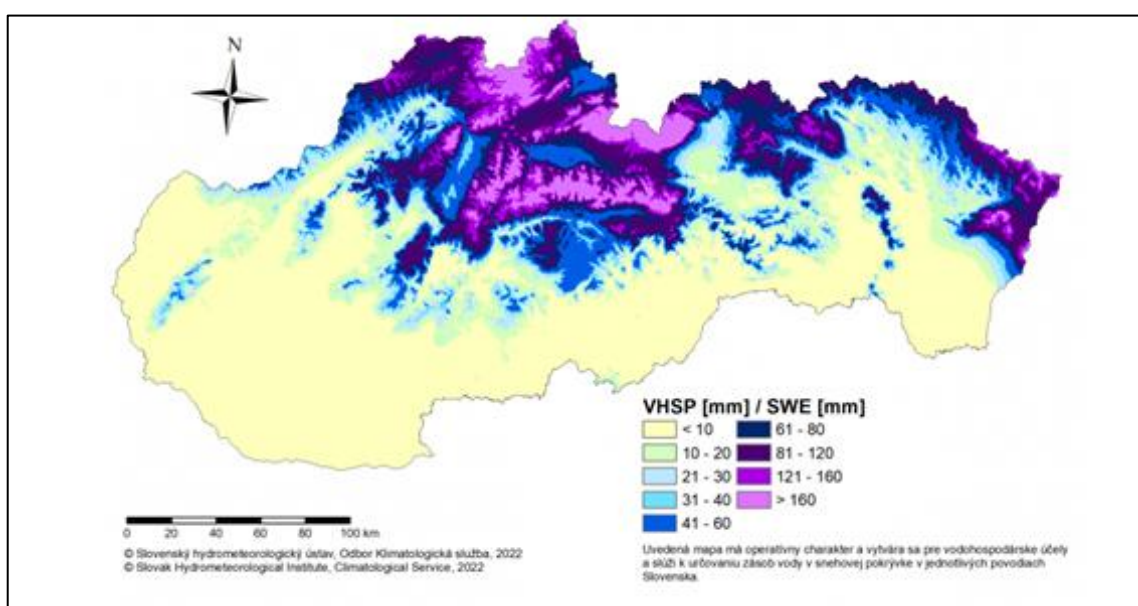 N
VHSP [mm] / SWE [mm]
< 10
61 - 80
10 - 20
81 - 120
21 - 30
121 - 160
31 - 40
> 160
41 - 60
0 20 40 60 80 100 km
© Slovenský hydrometeorologický ústav, Odbor Klimatologická služba, 2022
© Slovak Hydrometeorological Institute, Climatological Service, 2022
Uvedená mapa má operatívny charakter a vytvára sa pre vodohospodárske účely
a slúži k určovaniu zásob vody v snehovej pokrývke v jednotlivých povodiach
Slovenska.